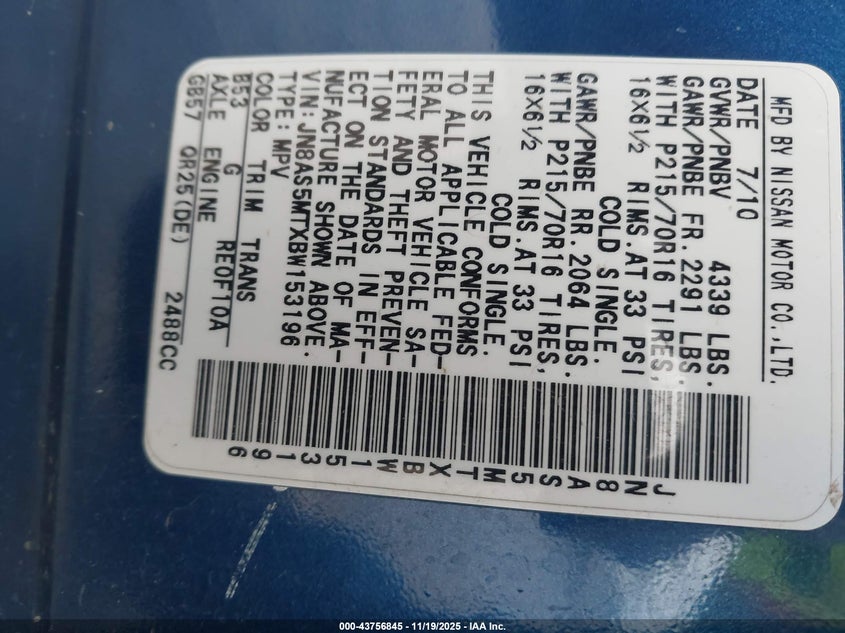 MFD BY NISSAN MOTOR CO.,LTD.
DATE 7/10
GVWR/PNBV 4339 LBS.
GAWR/PNBE FR. 2291 LBS.
WITH P215/70R16 TIRES,
16X6½ RIMS.AT 33 PSI
COLD SINGLE.
GAWR/PNBE RR. 2064 LBS.
WITH P215/70R16 TIRES,
16X6½ RIMS.AT 33 PSI
COLD SINGLE.
THIS VEHICLE CONFORMS
TO ALL APPLICABLE FED-
ERAL MOTOR VEHICLE SA-
FETY AND THEFT PREVEN-
TION STANDARDS IN EFF-
ECT ON THE DATE OF MA-
NUFACTURE SHOWN ABOVE.
VIN: JN8AS5MTXBW153196
TYPE: MPV
COLOR TRIM TRANS
B53 G RE0F10A
AXLE ENGINE
GB57 QR25(DE) 2488CC
JN8AS5MTXBW153196
000-43756845 - 11/19/2025 - IAA Inc.